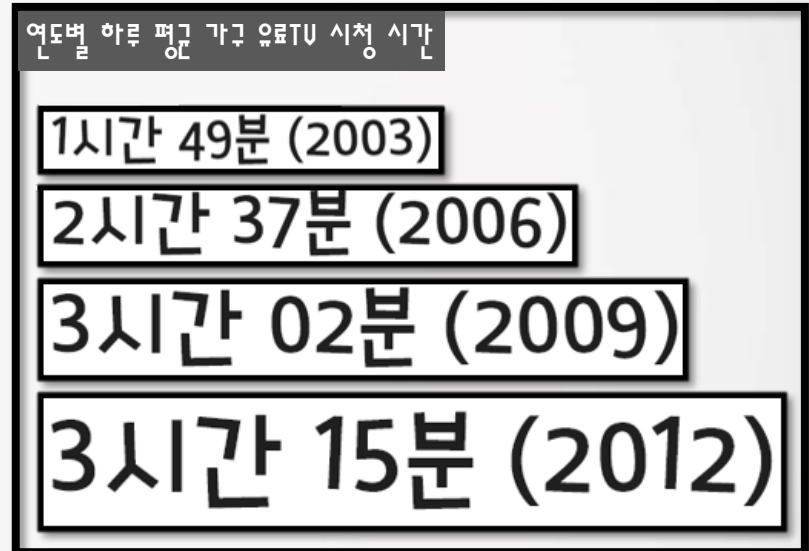 연도별 하루 평균 가구 유료TV 시청 시간
1시간 49분 (2003)
2시간 37분 (2006)
3시간 02분 (2009)
3시간 15분 (2012)